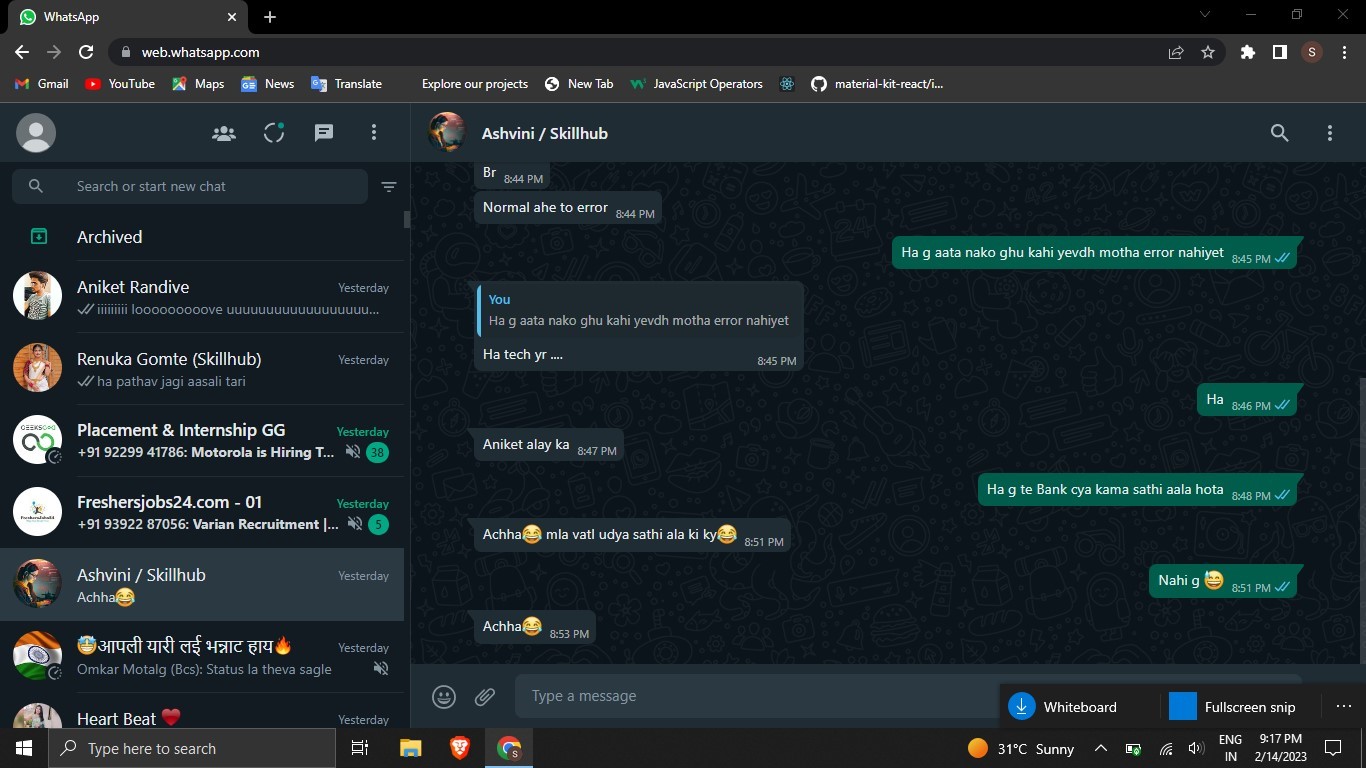 WhatsApp
web.whatsapp.com
S
Gmail
YouTube
Maps
News
Translate
Explore our projects
New Tab
JavaScript Operators
material-kit-react/i...
Search or start new chat
Archived
Aniket Randive
Yesterday
Renuka Gomte (Skillhub)
Yesterday
ha pathav jagi aasali tari
Placement & Internship GG
Yesterday
+91 92299 41786: Motorola is Hiring T...
38
Freshersjobs24.com - 01
Yesterday
+91 93922 87056: Varian Recruitment |...
5
Ashvini / Skillhub
Yesterday
Achha😂
🤩आपली यारी लई भन्नाट हाय🔥
Yesterday
Omkar Motalg (Bcs): Status la theva sagle
Heart Beat ❤️
Yesterday
Ashvini / Skillhub
Br 8:44 PM
Normal ahe to error 8:44 PM
Ha g aata nako ghu kahi yevdh motha error nahiyet 8:45 PM
You
Ha g aata nako ghu kahi yevdh motha error nahiyet
Ha tech yr .... 8:45 PM
Ha 8:46 PM
Aniket alay ka 8:47 PM
Ha g te Bank cya kama sathi aala hota 8:48 PM
Achha😂 mla vatl udya sathi ala ki ky😂 8:51 PM
Nahi g 😅 8:51 PM
Achha😂 8:53 PM
Type a message
Whiteboard
Fullscreen snip
Type here to search
31°C Sunny
ENG
IN
9:17 PM
2/14/2023